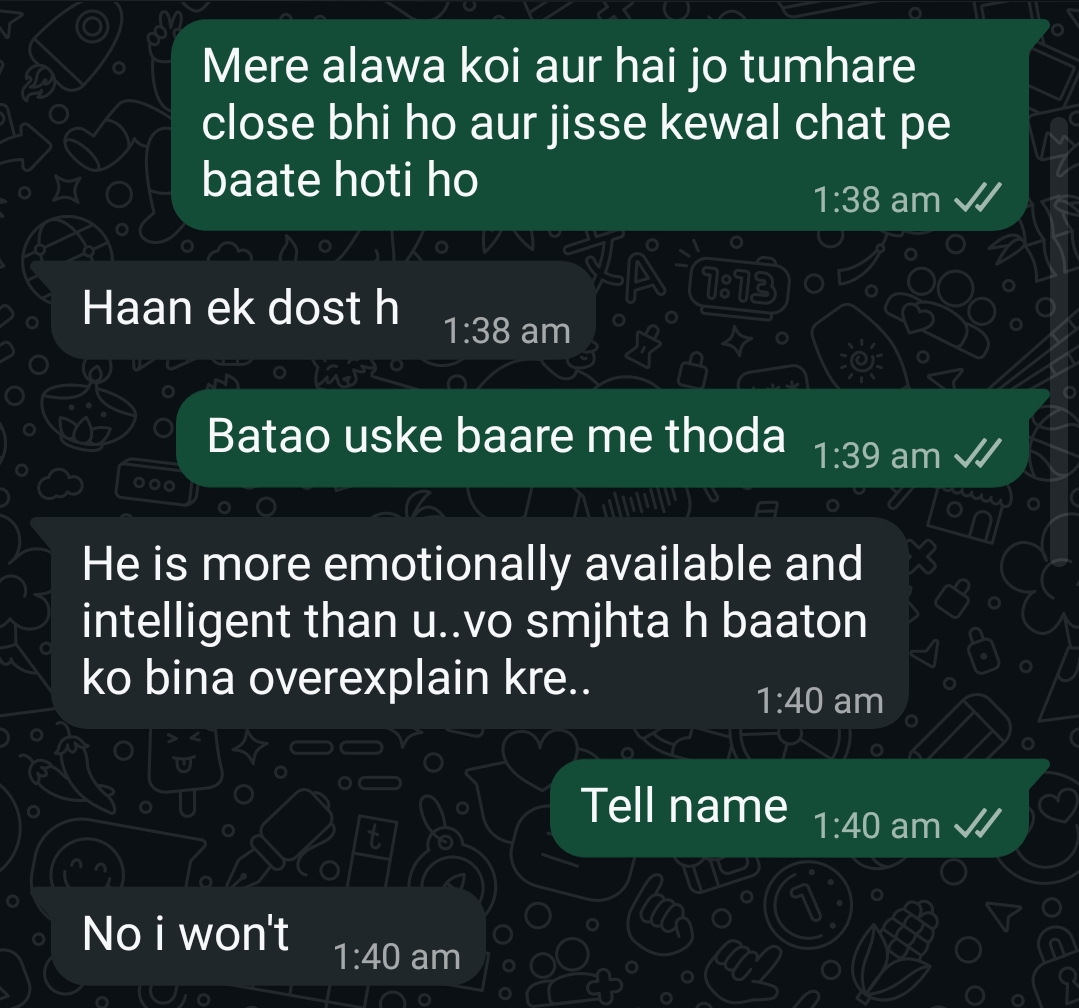 Mere alawa koi aur hai jo tumhare
close bhi ho aur jisse kewal chat pe
baate hoti ho
1:38 am
Haan ek dost h
1:38 am
Batao uske baare me thoda
1:39 am
He is more emotionally available and
intelligent than u..vo smjhta h baaton
ko bina overexplain kre..
1:40 am
Tell name
1:40 am
No i won't
1:40 am